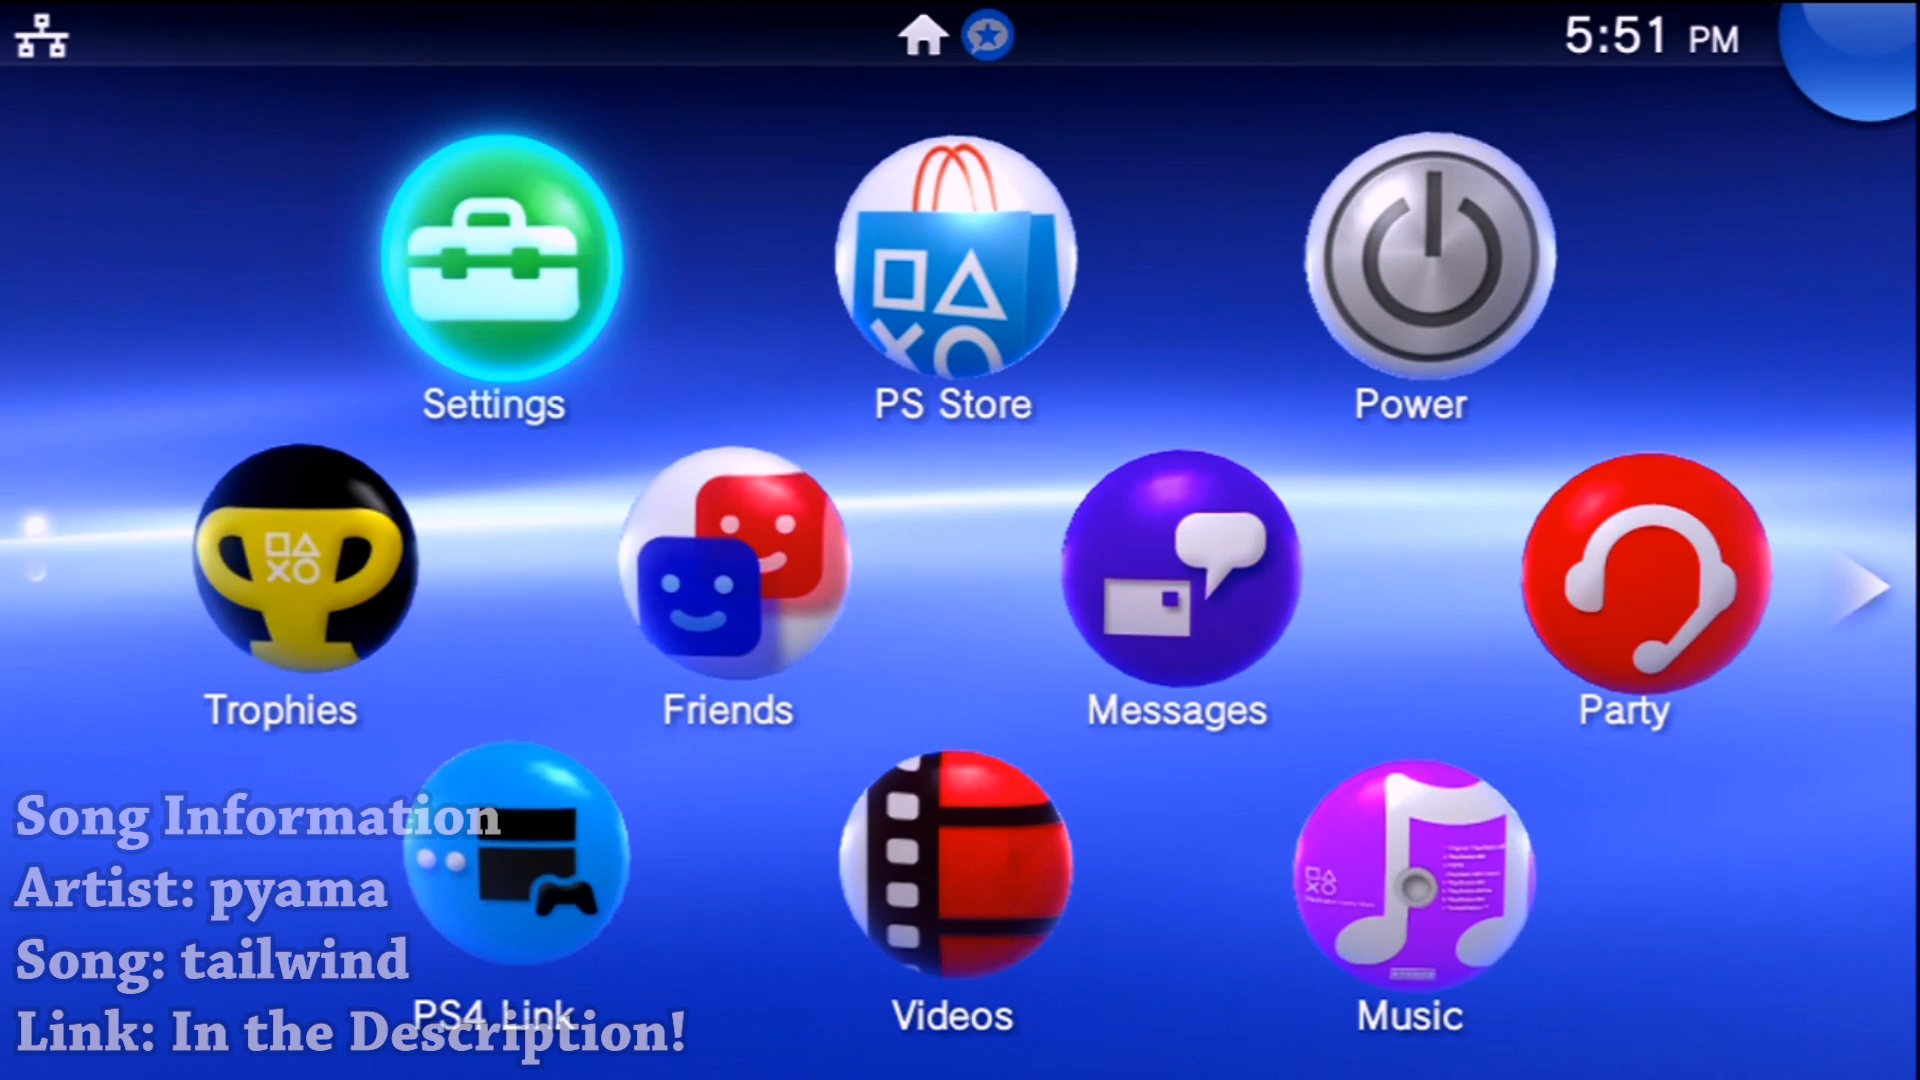 5:51 PM
Settings
PS Store
Power
Trophies
Friends
Messages
Party
PS4 Link
Videos
Music
Song Information
Artist: pyama
Song: tailwind
Link: In the Description!